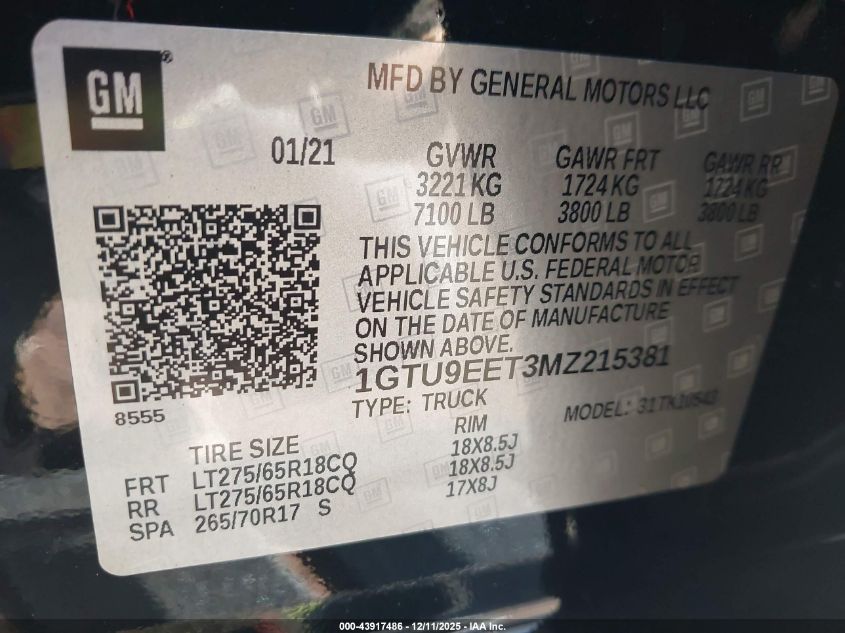 GM®
MFD BY GENERAL MOTORS LLC
01/21
GVWR GAWR FRT GAWR RR
3221 KG 1724 KG 1724 KG
7100 LB 3800 LB 3800 LB
THIS VEHICLE CONFORMS TO ALL
APPLICABLE U.S. FEDERAL MOTOR
VEHICLE SAFETY STANDARDS IN EFFECT
ON THE DATE OF MANUFACTURE
SHOWN ABOVE.
1GTU9EET3MZ215381
8555
TYPE: TRUCK
MODEL:
TIRE SIZE RIM
FRT LT275/65R18CQ 18X8.5J
RR LT275/65R18CQ 18X8.5J
SPA 265/70R17 S 17X8J
000-43917486 - 12/11/2025 - IAA Inc.